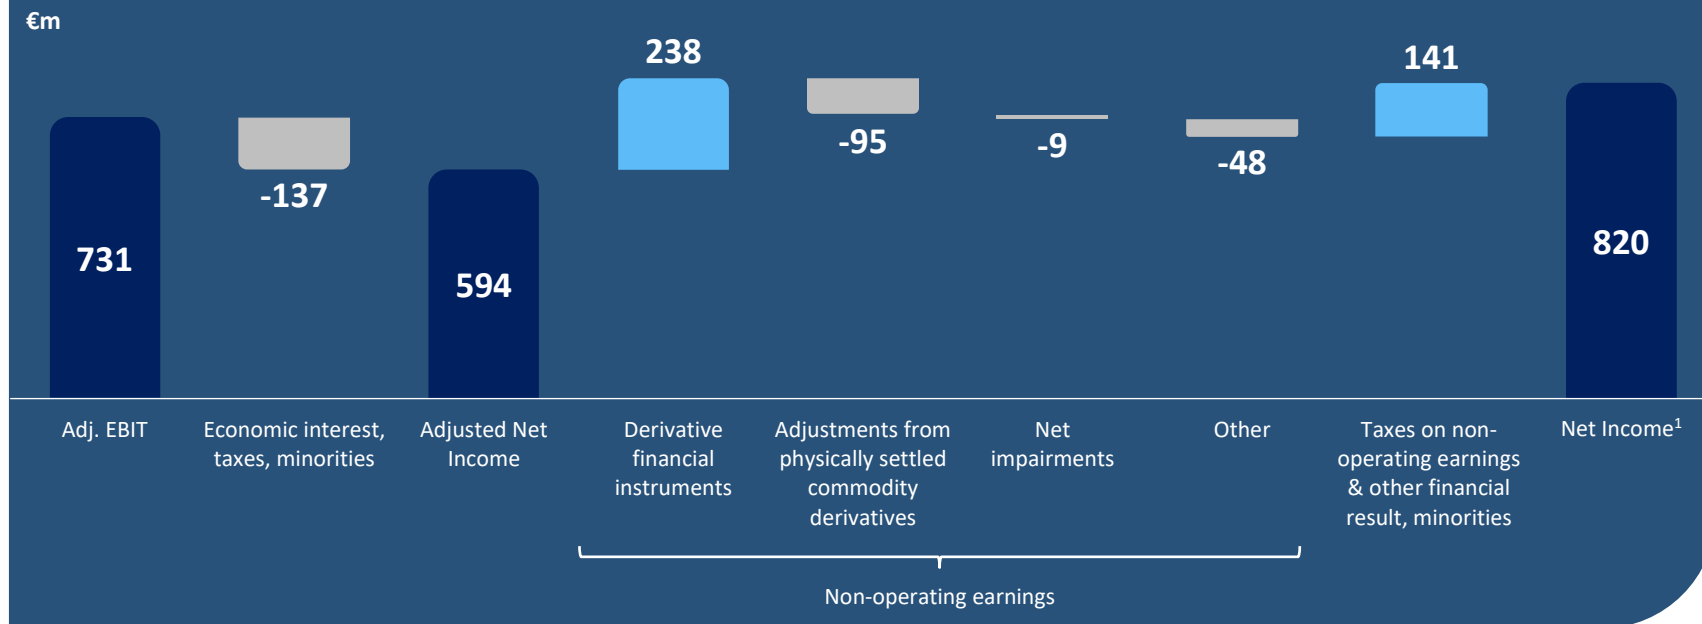 €m
731
-137
594
238
-95
-9
-48
141
820
Adj. EBIT
Economic interest,
taxes, minorities
Adjusted Net
Income
Derivative
financial
instruments
Adjustments from
physically settled
commodity
derivatives
Net
impairments
Other
Taxes on non-
operating earnings
& other financial
result, minorities
Net Income¹
Non-operating earnings